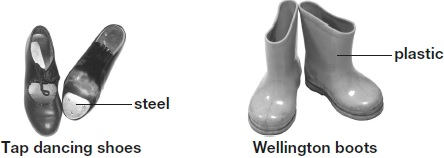 plastic
steel
Tap dancing shoes
Wellington boots